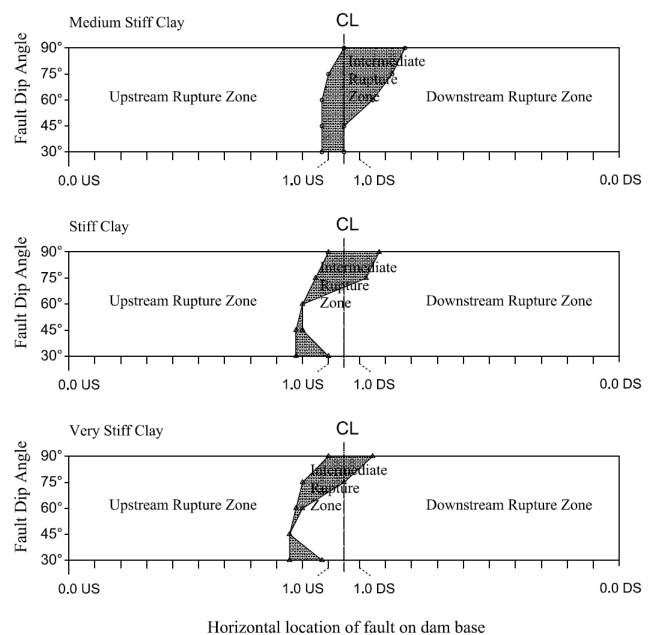 Medium Stiff Clay
CL
Fault Dip Angle
90°
75°
60°
45°
30°
Upstream Rupture Zone
Intermediate
Rupture
Zone
Downstream Rupture Zone
0.0 US
1.0 US
1.0 DS
0.0 DS
Stiff Clay
CL
Fault Dip Angle
90°
75°
60°
45°
30°
Upstream Rupture Zone
Intermediate
Rupture
Zone
Downstream Rupture Zone
0.0 US
1.0 US
1.0 DS
0.0 DS
Very Stiff Clay
CL
Fault Dip Angle
90°
75°
60°
45°
30°
Upstream Rupture Zone
Intermediate
Rupture
Zone
Downstream Rupture Zone
0.0 US
1.0 US
1.0 DS
0.0 DS
Horizontal location of fault on dam base